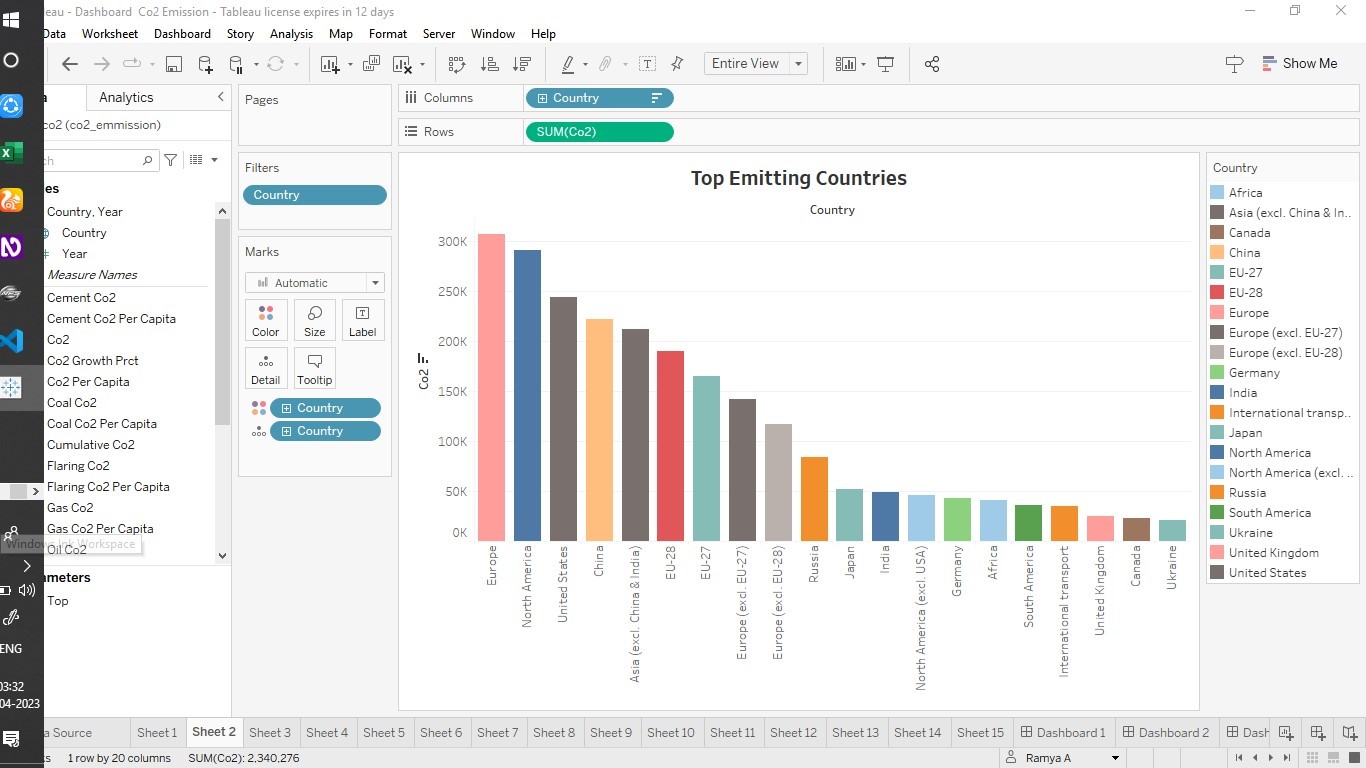 eau - Dashboard Co2 Emission - Tableau license expires in 12 days
Data Worksheet Dashboard Story Analysis Map Format Server Window Help
Entire View
Show Me
a Analytics
co2 (co2_emmission)
ch
es
Country, Year
Country
Year
Measure Names
Cement Co2
Cement Co2 Per Capita
Co2
Co2 Growth Prct
Co2 Per Capita
Coal Co2
Coal Co2 Per Capita
Cumulative Co2
Flaring Co2
Flaring Co2 Per Capita
Gas Co2
Gas Co2 Per Capita
Windows Ink Workspace
Oil Co2
meters
Top
ENG
03:32
04-2023
Pages
Filters
Country
Marks
Automatic
Color Size Label
Detail Tooltip
Country
Country
Columns Country
Rows SUM(Co2)
Top Emitting Countries
Country
300K
250K
200K
150K
100K
50K
0K
Co2
Europe
North America
United States
China
Asia (excl. China & India)
EU-28
EU-27
Europe (excl. EU-27)
Europe (excl. EU-28)
Russia
Japan
India
North America (excl. USA)
Germany
Africa
South America
International transport
United Kingdom
Canada
Ukraine
Country
Africa
Asia (excl. China & In..
Canada
China
EU-27
EU-28
Europe
Europe (excl. EU-27)
Europe (excl. EU-28)
Germany
India
International transp..
Japan
North America
North America (excl. ..
Russia
South America
Ukraine
United Kingdom
United States
a Source Sheet 1 Sheet 2 Sheet 3 Sheet 4 Sheet 5 Sheet 6 Sheet 7 Sheet 8 Sheet 9 Sheet 10 Sheet 11 Sheet 12 Sheet 13 Sheet 14 Sheet 15 Dashboard 1 Dashboard 2 Dash
ks 1 row by 20 columns SUM(Co2): 2,340,276 Ramya A